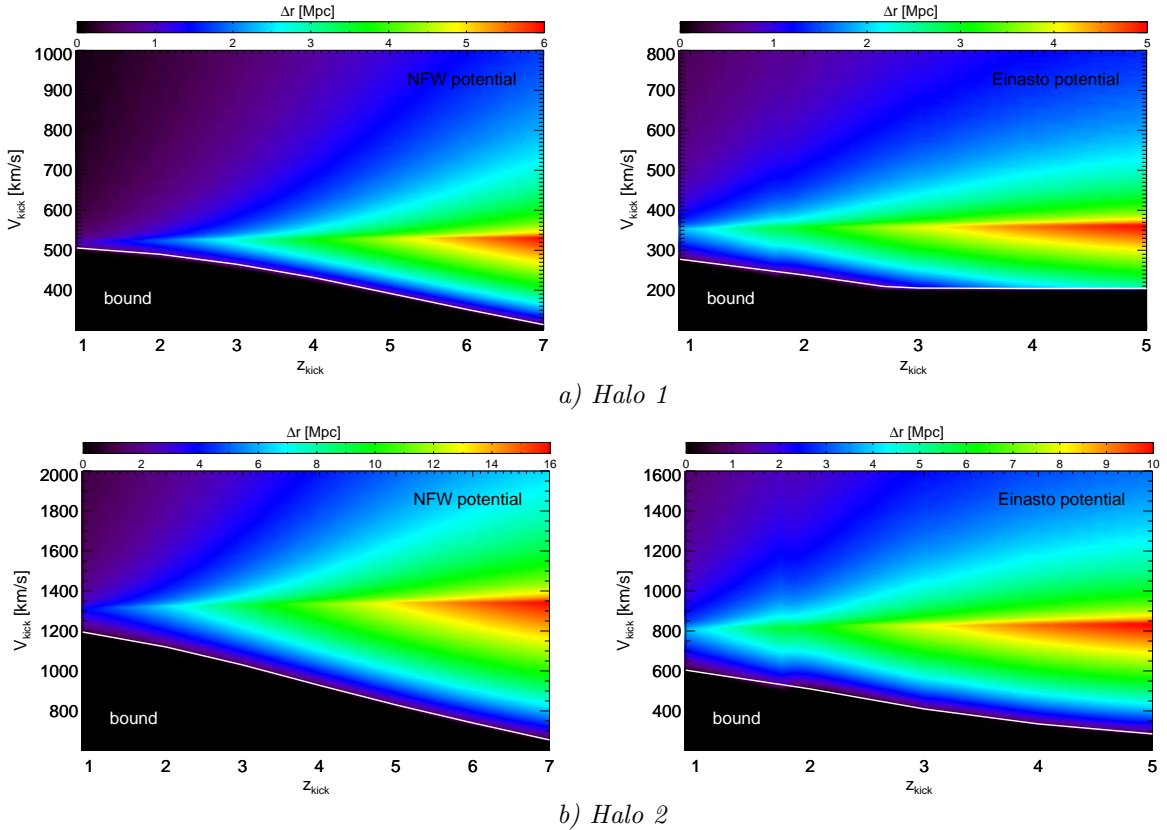 Δr [Mpc]
0 1 2 3 4 5 6
1000
900
800
700
600
500
400
V_kick [km/s]
NFW potential
bound
1 2 3 4 5 6 7
z_kick
Δr [Mpc]
0 1 2 3 4 5
800
700
600
500
400
300
200
V_kick [km/s]
Einasto potential
bound
1 2 3 4 5
z_kick
a) Halo 1
Δr [Mpc]
0 2 4 6 8 10 12 14 16
2000
1800
1600
1400
1200
1000
800
V_kick [km/s]
NFW potential
bound
1 2 3 4 5 6 7
z_kick
Δr [Mpc]
0 1 2 3 4 5 6 7 8 9 10
1600
1400
1200
1000
800
600
400
V_kick [km/s]
Einasto potential
bound
1 2 3 4 5
z_kick
b) Halo 2